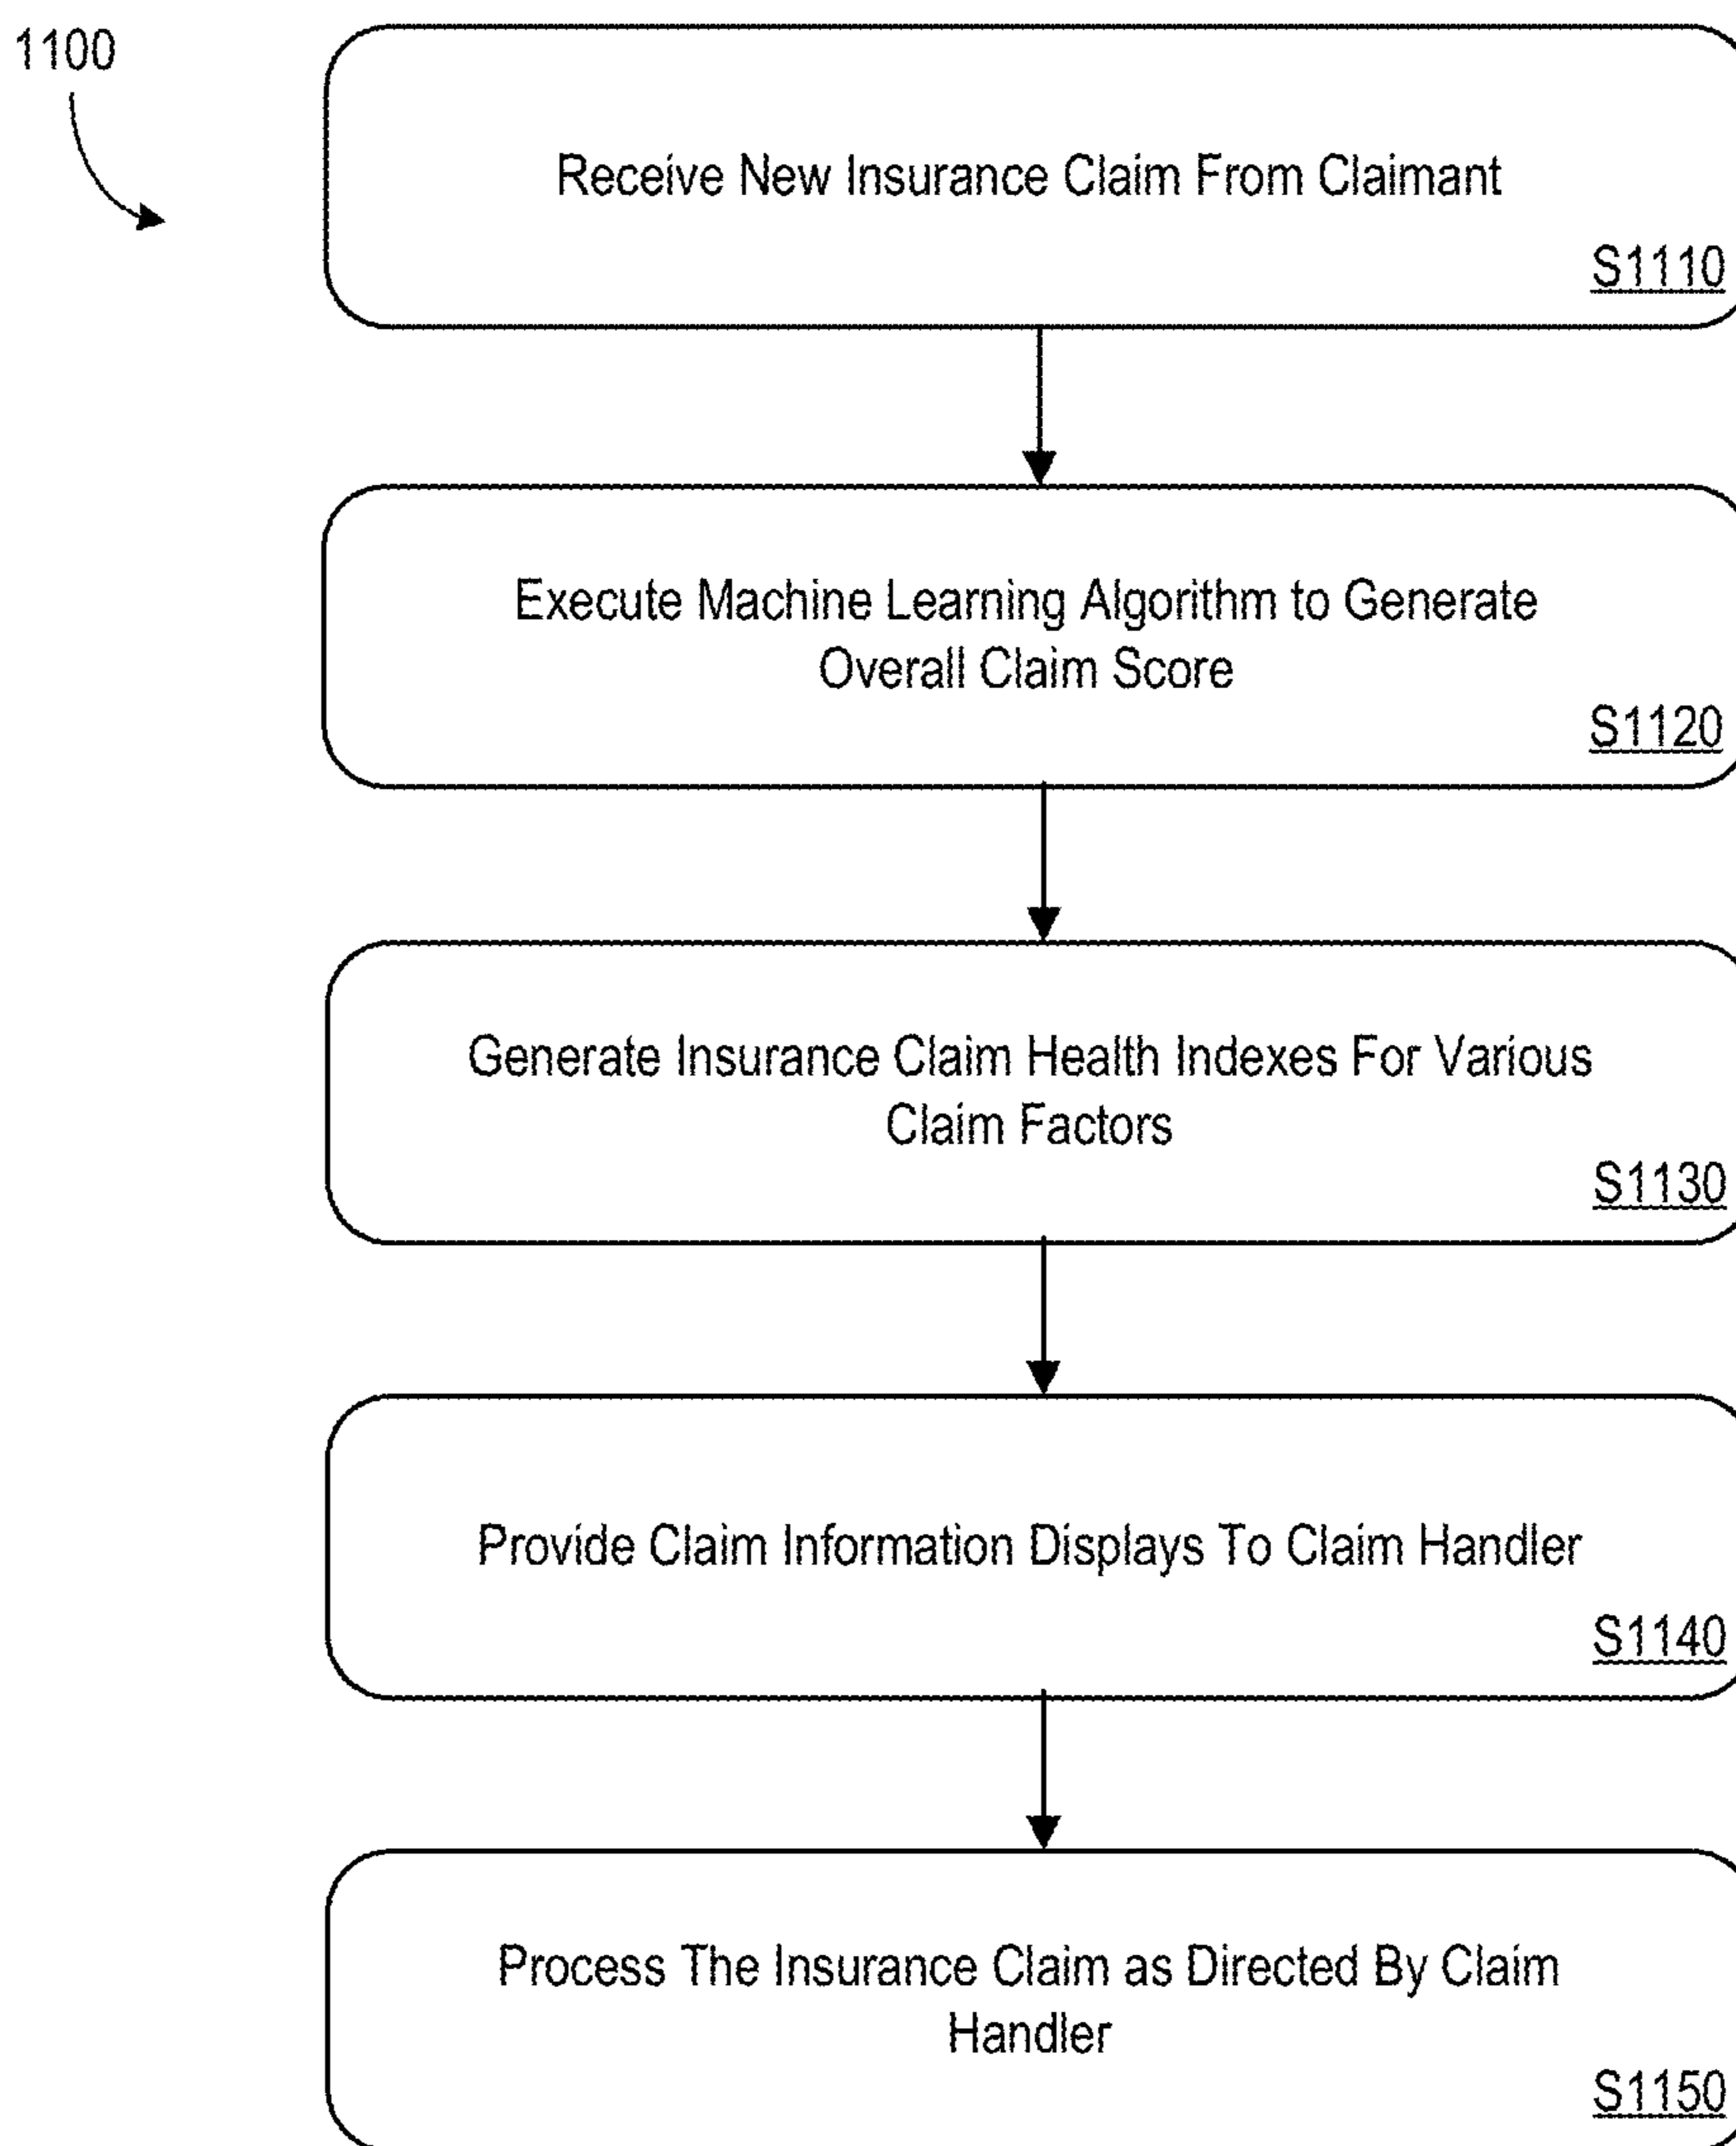 1100
Receive New Insurance Claim From Claimant
S1110
Execute Machine Learning Algorithm to Generate
Overall Claim Score
S1120
Generate Insurance Claim Health Indexes For Various
Claim Factors
S1130
Provide Claim Information Displays To Claim Handler
S1140
Process The Insurance Claim as Directed By Claim
Handler
S1150